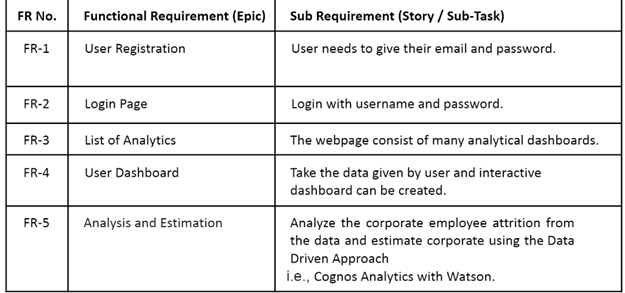 FR No. Functional Requirement (Epic) Sub Requirement (Story / Sub-Task)
FR-1 User Registration User needs to give their email and password.
FR-2 Login Page Login with username and password.
FR-3 List of Analytics The webpage consist of many analytical dashboards.
FR-4 User Dashboard Take the data given by user and interactive
dashboard can be created.
FR-5 Analysis and Estimation Analyze the corporate employee attrition from
the data and estimate corporate using the Data
Driven Approach
i.e., Cognos Analytics with Watson.